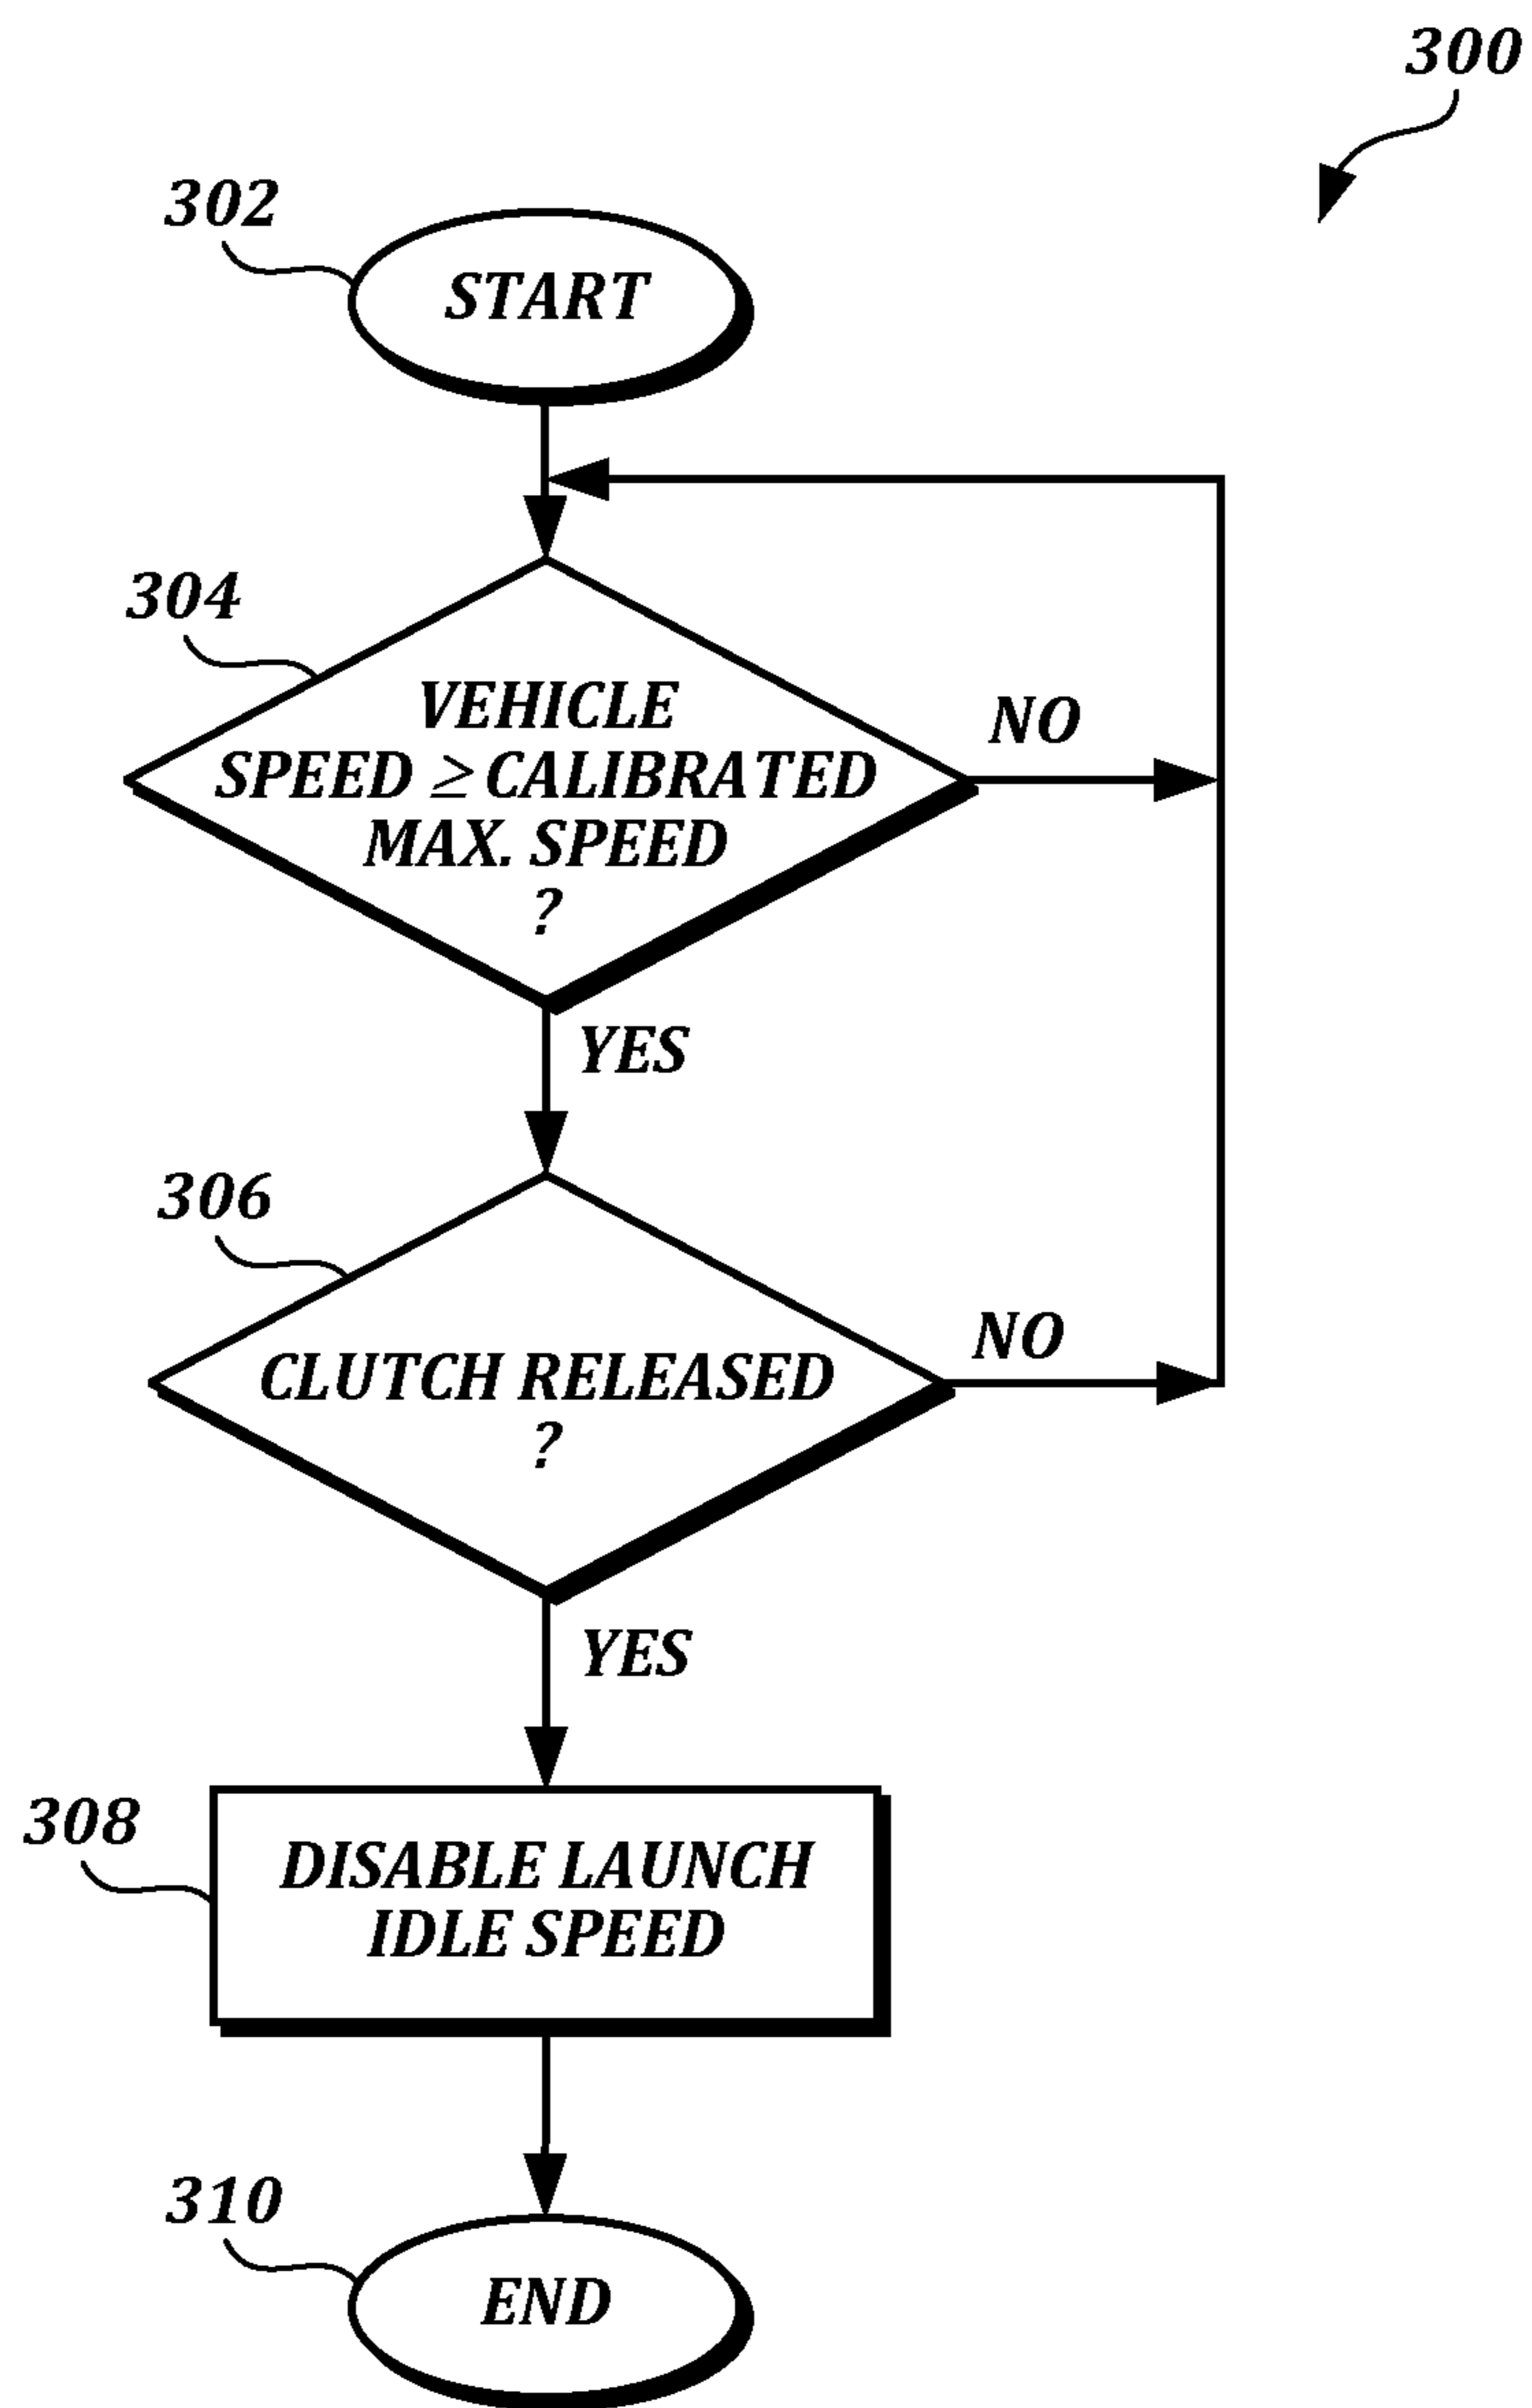 300
302
START
304
VEHICLE
SPEED ≥ CALIBRATED
MAX. SPEED
?
NO
YES
306
CLUTCH RELEASED
?
NO
YES
308
DISABLE LAUNCH
IDLE SPEED
310
END